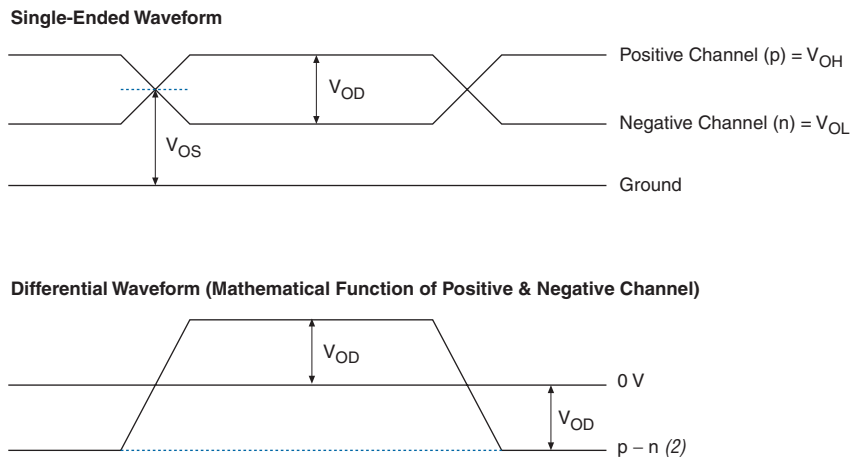 Single-Ended Waveform
Positive Channel (p) = VOH
VOD
Negative Channel (n) = VOL
VOS
Ground
Differential Waveform (Mathematical Function of Positive & Negative Channel)
VOD
0 V
VOD
p – n (2)